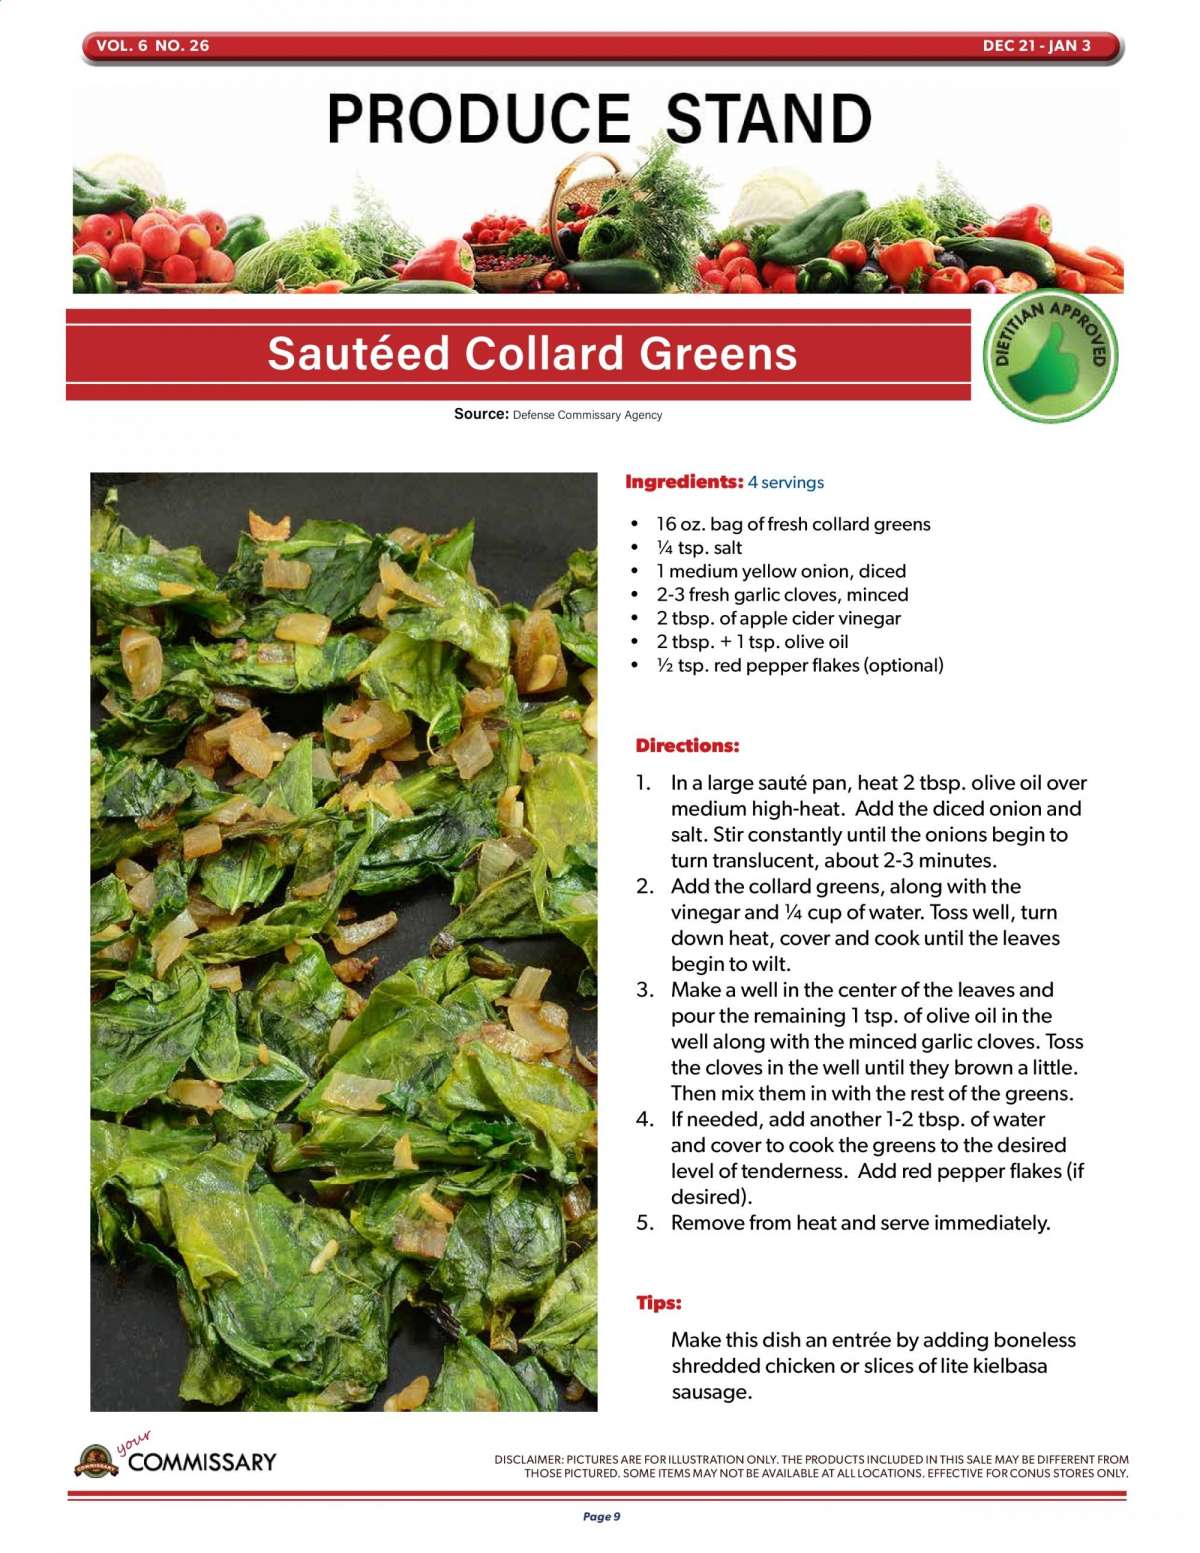 VOL. 6 NO. 26
DEC 21 - JAN 3
PRODUCE STAND
Sautéed Collard Greens
DIETITIAN APPROVED
Source: Defense Commissary Agency
Ingredients: 4 servings
• 16 oz. bag of fresh collard greens
• ¼ tsp. salt
• 1 medium yellow onion, diced
• 2-3 fresh garlic cloves, minced
• 2 tbsp. of apple cider vinegar
• 2 tbsp. + 1 tsp. olive oil
• ½ tsp. red pepper flakes (optional)
Directions:
1. In a large sauté pan, heat 2 tbsp. olive oil over
medium high-heat. Add the diced onion and
salt. Stir constantly until the onions begin to
turn translucent, about 2-3 minutes.
2. Add the collard greens, along with the
vinegar and ¼ cup of water. Toss well, turn
down heat, cover and cook until the leaves
begin to wilt.
3. Make a well in the center of the leaves and
pour the remaining 1 tsp. of olive oil in the
well along with the minced garlic cloves. Toss
the cloves in the well until they brown a little.
Then mix them in with the rest of the greens.
4. If needed, add another 1-2 tbsp. of water
and cover to cook the greens to the desired
level of tenderness. Add red pepper flakes (if
desired).
5. Remove from heat and serve immediately.
Tips:
Make this dish an entrée by adding boneless
shredded chicken or slices of lite kielbasa
sausage.
COMMISSARY
your
COMMISSARY
DISCLAIMER: PICTURES ARE FOR ILLUSTRATION ONLY. THE PRODUCTS INCLUDED IN THIS SALE MAY BE DIFFERENT FROM
THOSE PICTURED. SOME ITEMS MAY NOT BE AVAILABLE AT ALL LOCATIONS. EFFECTIVE FOR CONUS STORES ONLY.
Page 9